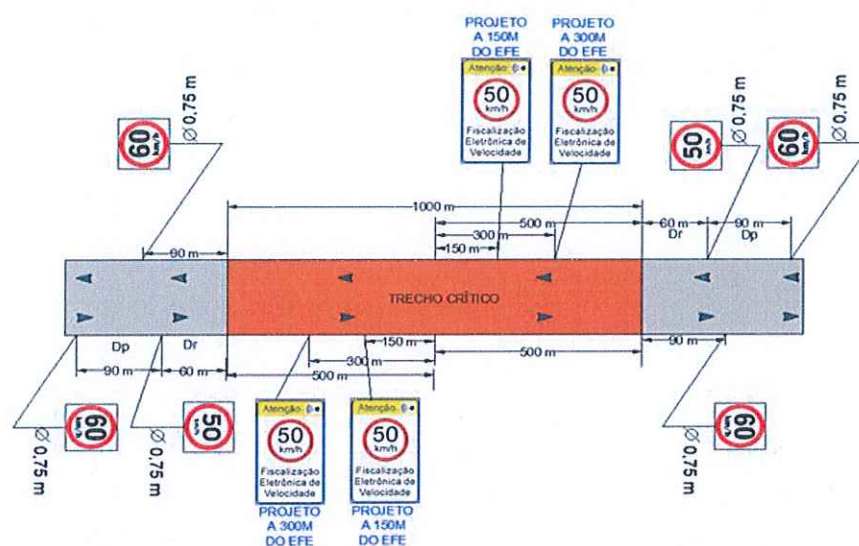 PROJETO
A 150M
DO EFE
PROJETO
A 300M
DO EFE
Atenção
50
km/h
Fiscalização
Eletrônica de
Velocidade
Atenção
50
km/h
Fiscalização
Eletrônica de
Velocidade
60
km/h
Ø 0,75 m
50
km/h
Ø 0,75 m
60
km/h
Ø 0,75 m
1000 m
500 m
300 m
150 m
60 m
Dr
90 m
Dp
90 m
TRECHO CRÍTICO
Dp
90 m
Dr
60 m
150 m
300 m
500 m
500 m
90 m
60
km/h
Ø 0,75 m
50
km/h
Ø 0,75 m
Atenção
50
km/h
Fiscalização
Eletrônica de
Velocidade
PROJETO
A 300M
DO EFE
Atenção
50
km/h
Fiscalização
Eletrônica de
Velocidade
PROJETO
A 150M
DO EFE
60
km/h
Ø 0,75 m